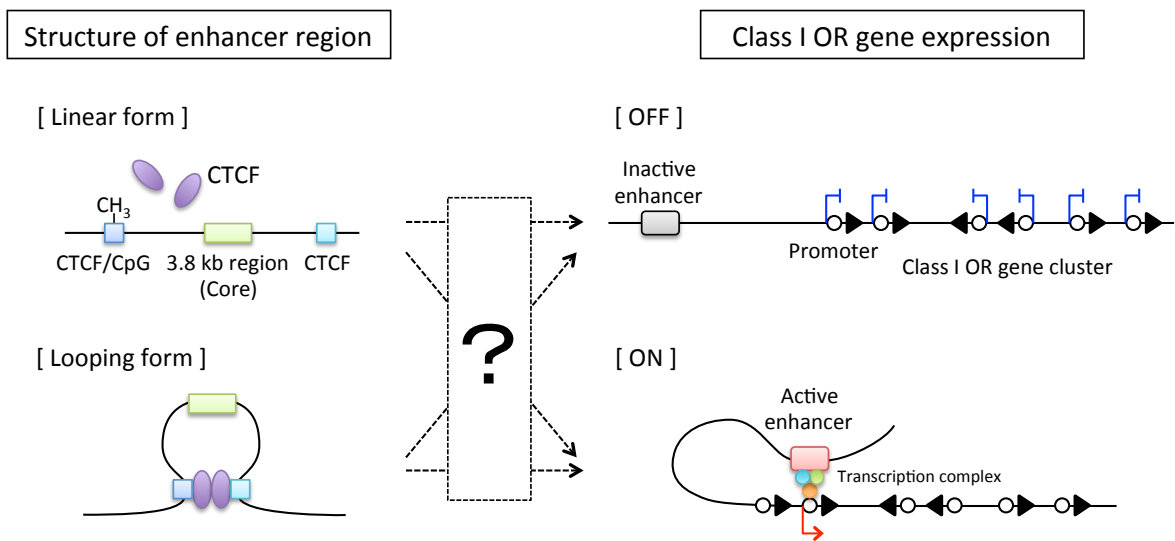 Structure of enhancer region
Class I OR gene expression
[ Linear form ]
CTCF
CH3
CTCF/CpG
3.8 kb region
(Core)
CTCF
[ OFF ]
Inactive
enhancer
Promoter
Class I OR gene cluster
?
[ Looping form ]
[ ON ]
Active
enhancer
Transcription complex